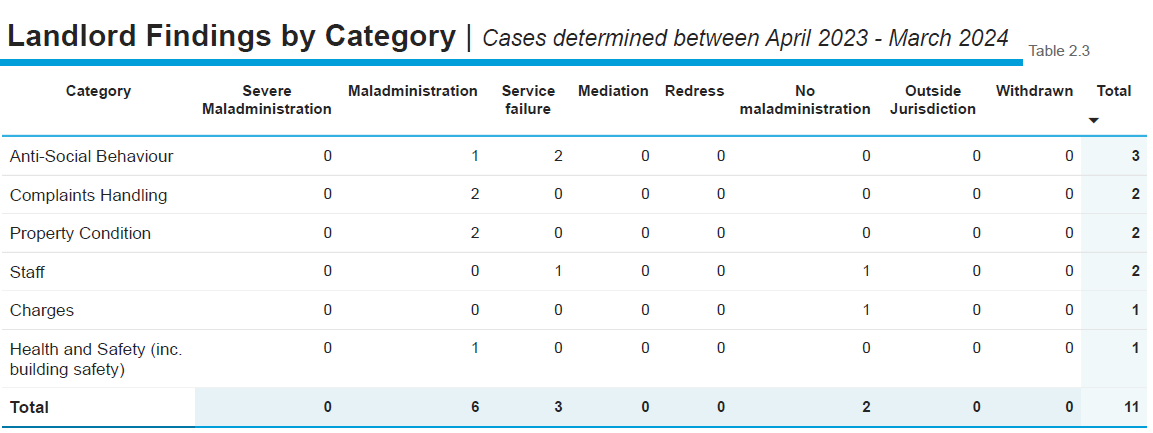 Landlord Findings by Category | Cases determined between April 2023 - March 2024 Table 2.3
Category Severe Maladministration Maladministration Service failure Mediation Redress No maladministration Outside Jurisdiction Withdrawn Total
Anti-Social Behaviour 0 1 2 0 0 0 0 0 3
Complaints Handling 0 2 0 0 0 0 0 0 2
Property Condition 0 2 0 0 0 0 0 0 2
Staff 0 0 1 0 0 1 0 0 2
Charges 0 0 0 0 0 1 0 0 1
Health and Safety (inc. building safety) 0 1 0 0 0 0 0 0 1
Total 0 6 3 0 0 2 0 0 11